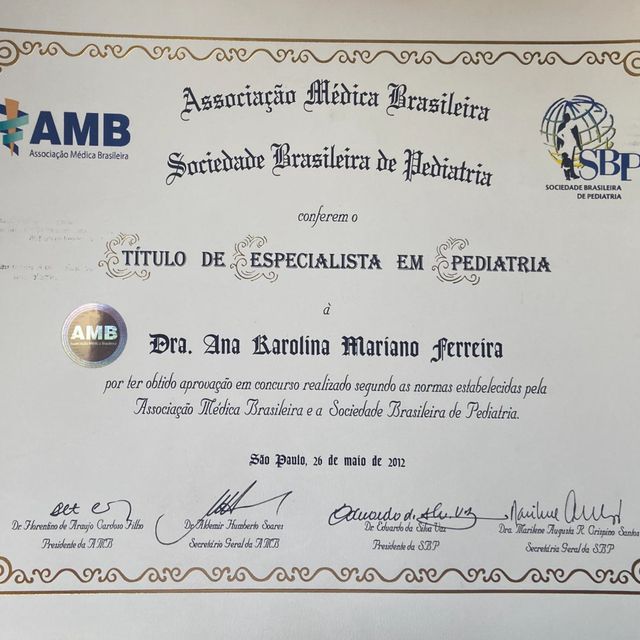 Associação Médica Brasileira
AMB
Associação Médica Brasileira
Sociedade Brasileira de Pediatria
SBP
SOCIEDADE BRASILEIRA
DE PEDIATRIA
conferem o
TÍTULO DE ESPECIALISTA EM PEDIATRIA
à
AMB
Associação Médica Brasileira
Dra. Ana Karolina Mariano Ferreira
por ter obtido aprovação em concurso realizado segundo as normas estabelecidas pela
Associação Médica Brasileira e a Sociedade Brasileira de Pediatria.
São Paulo, 26 de maio de 2012
Dr. Florentino de Araujo Cardoso Filho
Presidente da AMB
Dr. Aldemir Humberto Soares
Secretário Geral da AMB
Dr. Eduardo da Silva Vaz
Presidente da SBP
Dra. Marilene Augusta R. Crispino Santos
Secretária Geral da SBP